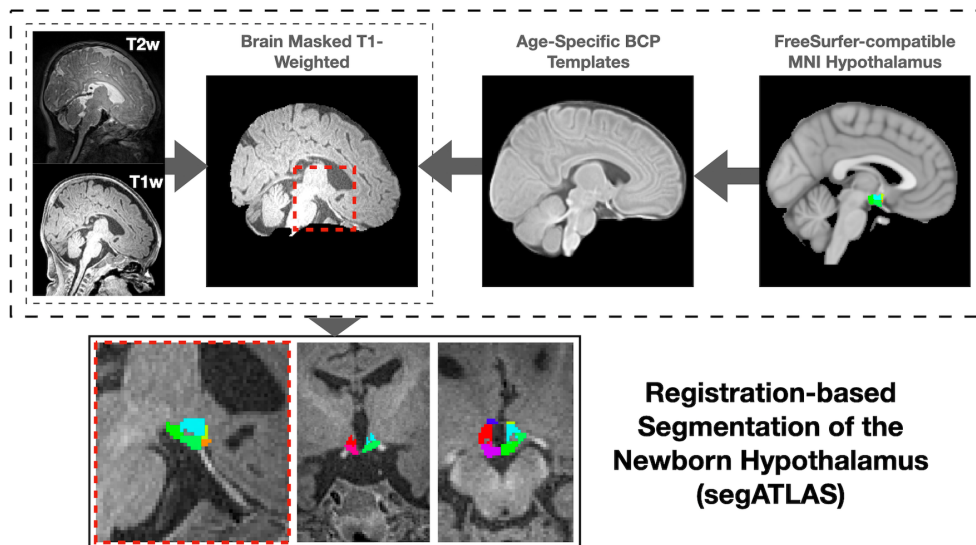 T2w
T1w
Brain Masked T1-
Weighted
Age-Specific BCP
Templates
FreeSurfer-compatible
MNI Hypothalamus
Registration-based
Segmentation of the
Newborn Hypothalamus
(segATLAS)